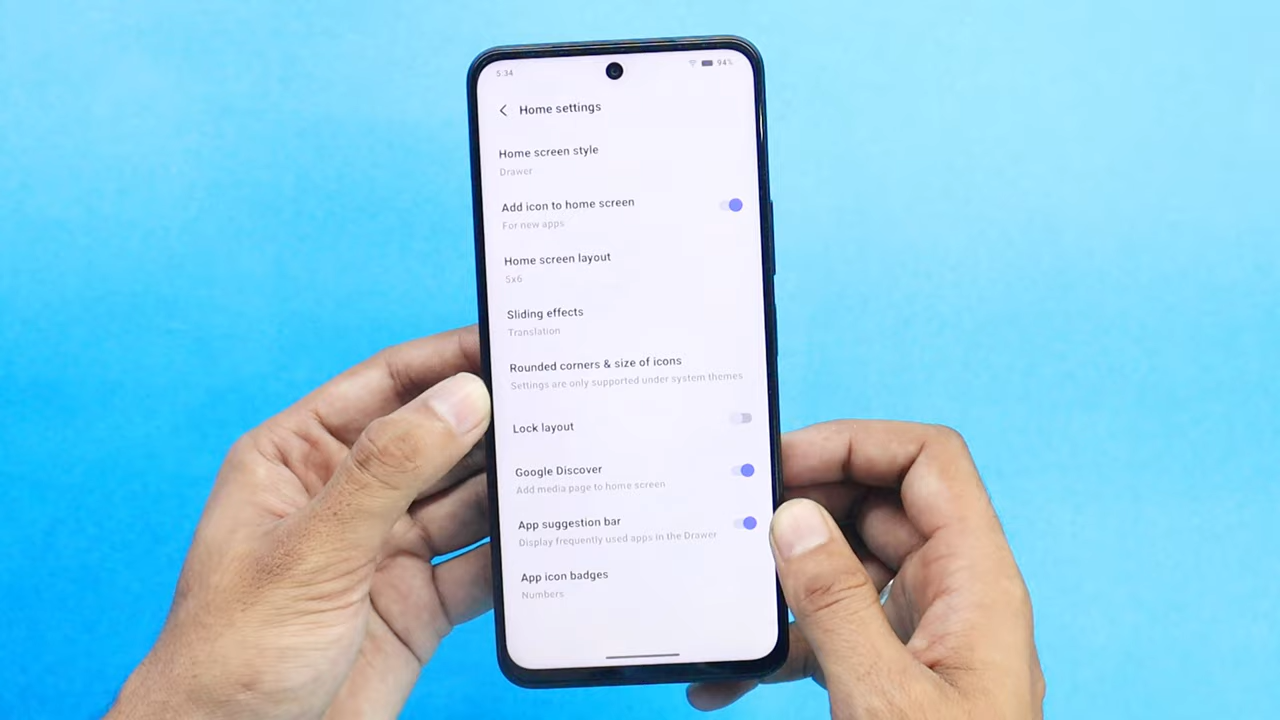 5:34
94%
Home settings
Home screen style
Drawer
Add icon to home screen
For new apps
Home screen layout
5x6
Sliding effects
Translation
Rounded corners & size of icons
Settings are only supported under system themes
Lock layout
Google Discover
Add media page to home screen
App suggestion bar
Display frequently used apps in the Drawer
App icon badges
Numbers